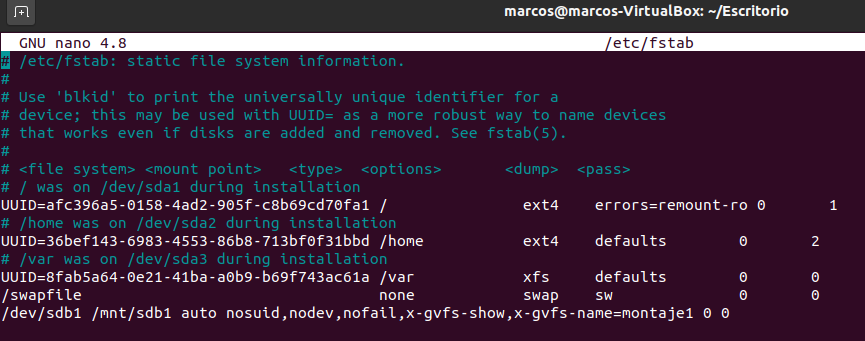 marcos@marcos-VirtualBox: ~/Escritorio
GNU nano 4.8 /etc/fstab
# /etc/fstab: static file system information.
#
# Use 'blkid' to print the universally unique identifier for a
# device; this may be used with UUID= as a more robust way to name devices
# that works even if disks are added and removed. See fstab(5).
#
# <file system> <mount point>   <type>  <options>       <dump>  <pass>
# / was on /dev/sda1 during installation
UUID=afc396a5-0158-4ad2-905f-c8b69cd70fa1 /               ext4    errors=remount-ro 0       1
# /home was on /dev/sda2 during installation
UUID=36bef143-6983-4553-86b8-713bf0f31bbd /home           ext4    defaults        0       2
# /var was on /dev/sda3 during installation
UUID=8fab5a64-0e21-41ba-a0b9-b69f743ac61a /var            xfs     defaults        0       0
/swapfile                                 none            swap    sw              0       0
/dev/sdb1 /mnt/sdb1 auto nosuid,nodev,nofail,x-gvfs-show,x-gvfs-name=montaje1 0 0